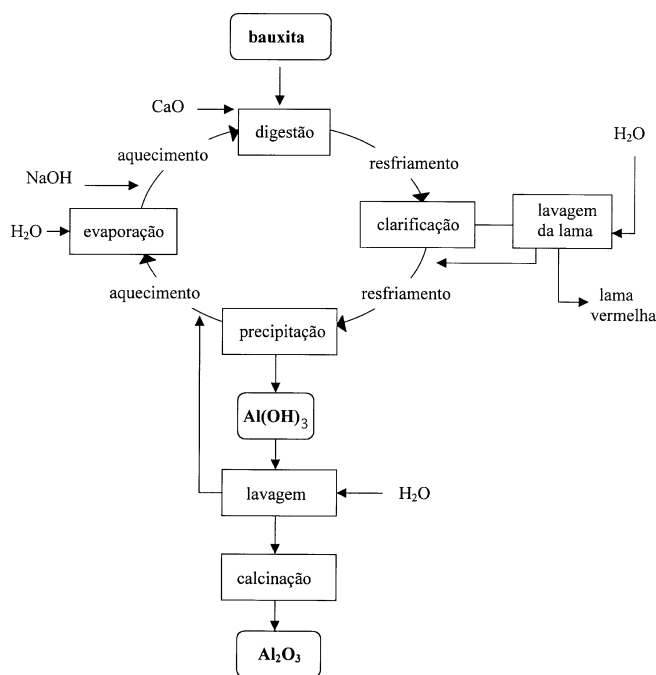 bauxita
CaO
digestão
aquecimento
resfriamento
H₂O
NaOH
H₂O
evaporação
clarificação
lavagem
da lama
aquecimento
resfriamento
lama
vermelha
precipitação
Al(OH)₃
lavagem
H₂O
calcinação
Al₂O₃